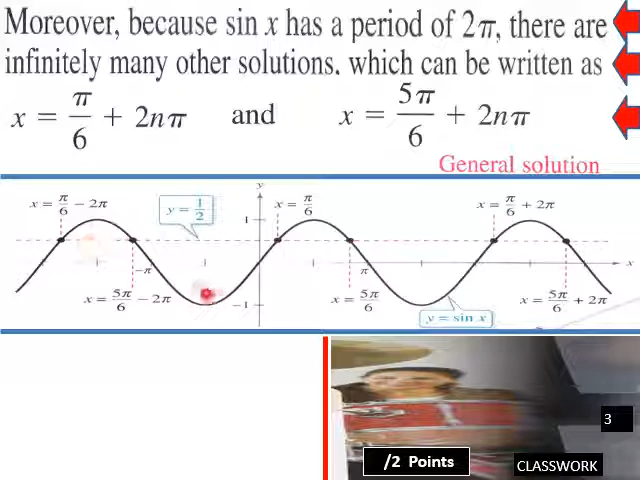 Moreover, because sin x has a period of 2π, there are
infinitely many other solutions, which can be written as
x = π/6 + 2nπ and x = 5π/6 + 2nπ
General solution
x = π/6 − 2π
y = 1/2
y
1
x = π/6
x = π/6 + 2π
−π
π
x
x = 5π/6 − 2π
−1
x = 5π/6
y = sin x
x = 5π/6 + 2π
3
/2 Points
CLASSWORK